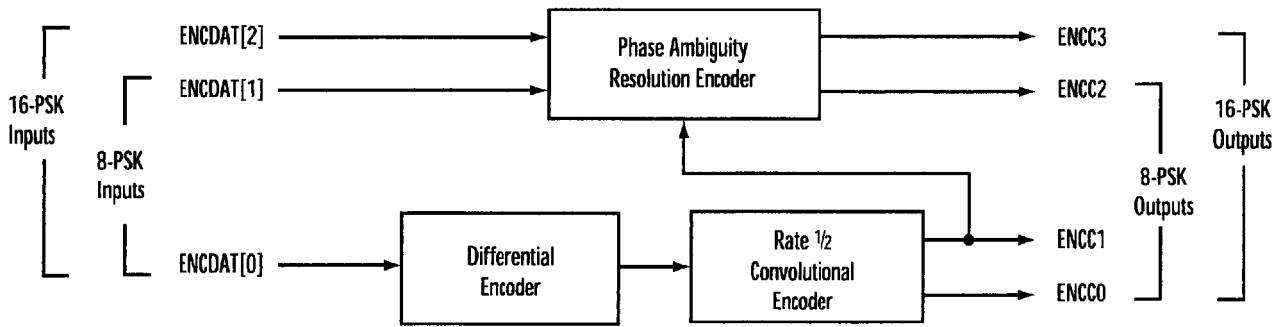 ENCDAT[2]
Phase Ambiguity
Resolution Encoder
ENCC3
ENCDAT[1]
ENCC2
16-PSK
Inputs
8-PSK
Inputs
16-PSK
Outputs
8-PSK
Outputs
ENCDAT[0]
Differential
Encoder
Rate 1/2
Convolutional
Encoder
ENCC1
ENCC0